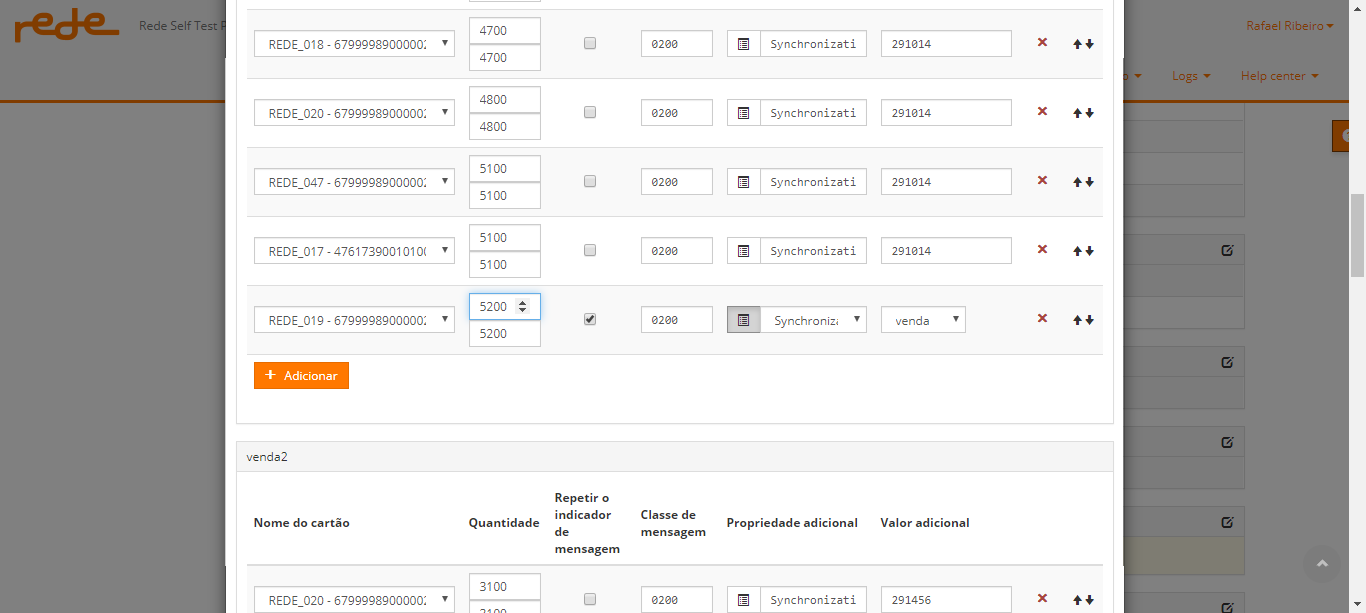 rede
Rede Self Test P
Rafael Ribeiro
Logs
Help center
REDE_018 - 6799998900002
4700
4700
0200
Synchronizati
291014
REDE_020 - 6799998900002
4800
4800
0200
Synchronizati
291014
REDE_047 - 6799998900002
5100
5100
0200
Synchronizati
291014
REDE_017 - 4761739001010
5100
5100
0200
Synchronizati
291014
REDE_019 - 6799998900002
5200
5200
0200
Synchroniz
venda
+ Adicionar
venda2
Nome do cartão
Quantidade
Repetir o
indicador
de
mensagem
Classe de
mensagem
Propriedade adicional
Valor adicional
REDE_020 - 6799998900002
3100
3100
0200
Synchronizati
291456